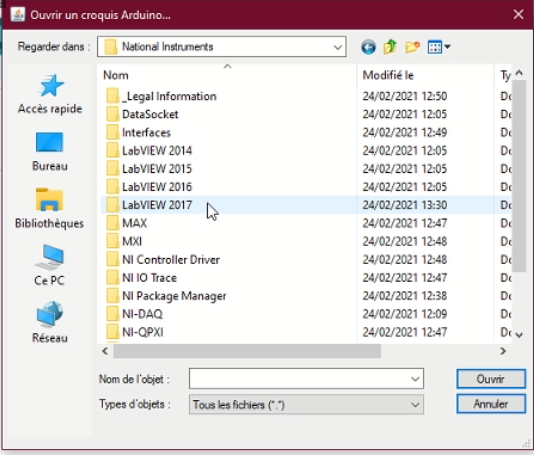 Ouvrir un croquis Arduino...
Regarder dans : National Instruments
Accès rapide
Bureau
Bibliothèques
Ce PC
Réseau
Nom Modifié le Ty
_Legal Information 24/02/2021 12:50 Do
DataSocket 24/02/2021 12:05 Do
Interfaces 24/02/2021 12:49 Do
LabVIEW 2014 24/02/2021 12:05 Do
LabVIEW 2015 24/02/2021 12:05 Do
LabVIEW 2016 24/02/2021 12:05 Do
LabVIEW 2017 24/02/2021 13:30 Do
MAX 24/02/2021 12:47 Do
MXI 24/02/2021 12:48 Do
NI Controller Driver 24/02/2021 12:48 Do
NI IO Trace 24/02/2021 12:47 Do
NI Package Manager 24/02/2021 12:38 Do
NI-DAQ 24/02/2021 12:09 Do
NI-QPXI 24/02/2021 12:47 Do
Nom de l'objet : Ouvrir
Types d'objets : Tous les fichiers (*.*) Annuler